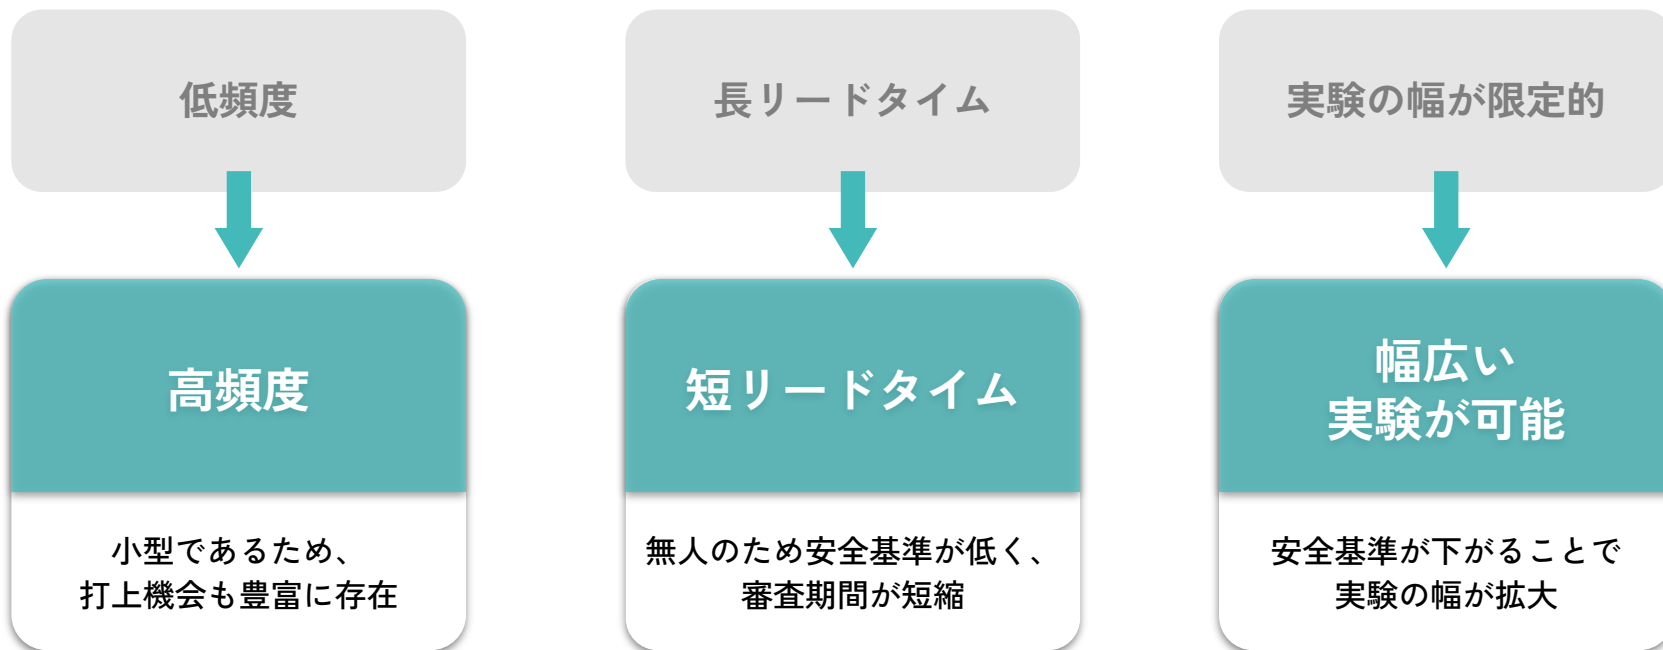 低頻度
長リードタイム
実験の幅が限定的
高頻度
短リードタイム
幅広い
実験が可能
小型であるため、
打上機会も豊富に存在
無人のため安全基準が低く、
審査期間が短縮
安全基準が下がることで
実験の幅が拡大